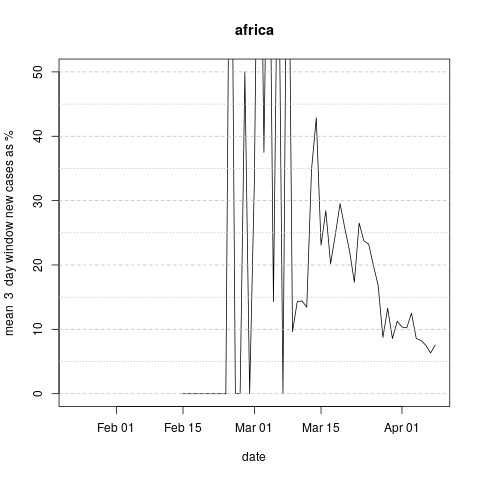 africa
mean 3 day window new cases as %
50
40
30
20
10
0
Feb 01
Feb 15
Mar 01
Mar 15
Apr 01
date